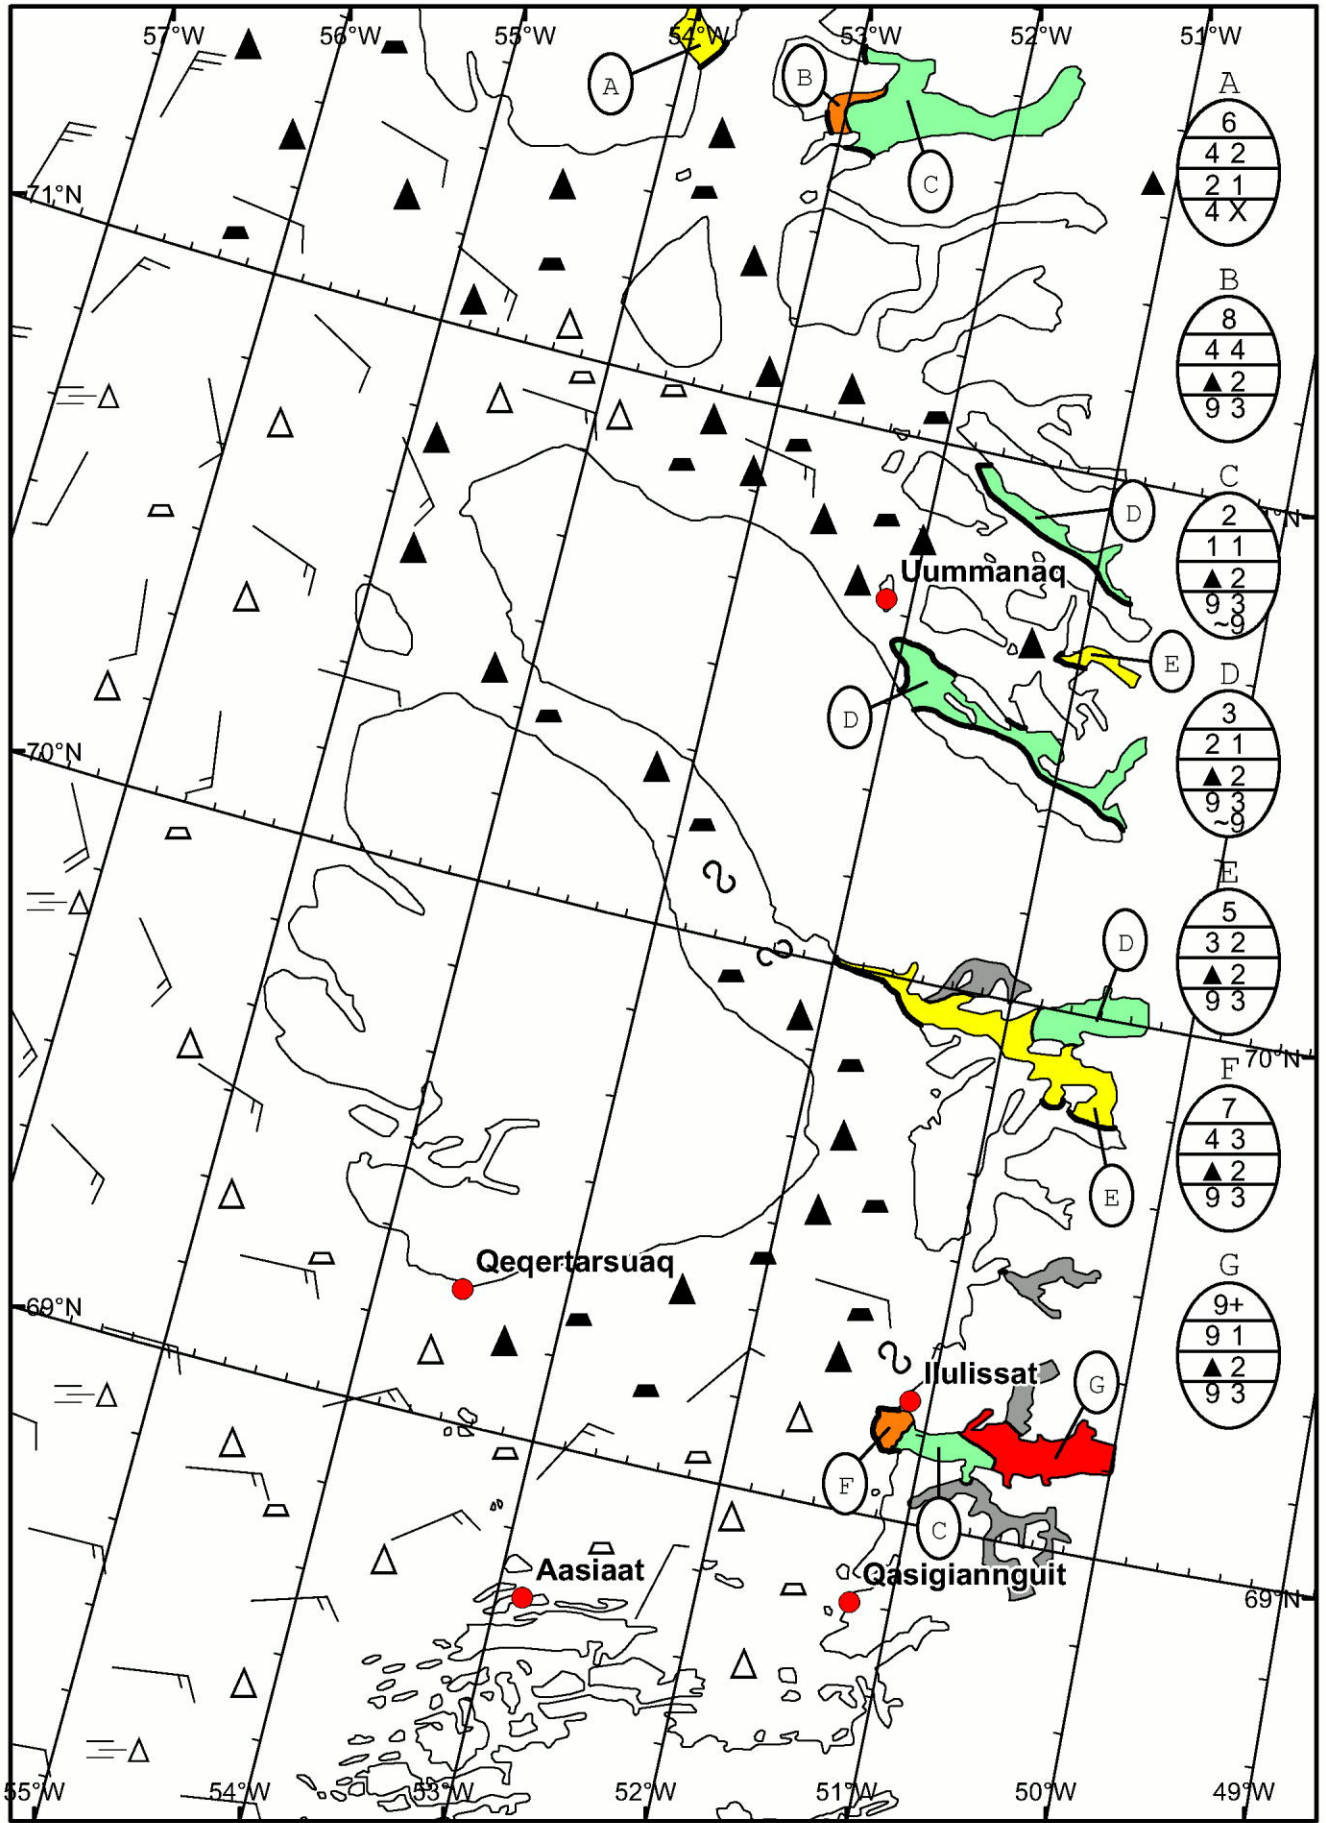 57°W 56°W 55°W 54°W 53°W 52°W 51°W
A
B
C
A
6
4 2
2 1
4 X
71°N
B
8
4 4
▲ 2
9 3
C
2
1 1
▲ 2
9 3
~9
D
°N
Uummanaq
E
D
D
3
2 1
▲ 2
9 3
~9
70°N
E
5
3 2
▲ 2
9 3
D
70°N
F
7
4 3
▲ 2
9 3
E
Qeqertarsuaq
G
9+
9 1
▲ 2
9 3
69°N
Ilulissat
G
F
C
Aasiaat
Qasigiannguit
69°N
55°W 54°W 53°W 52°W 51°W 50°W 49°W